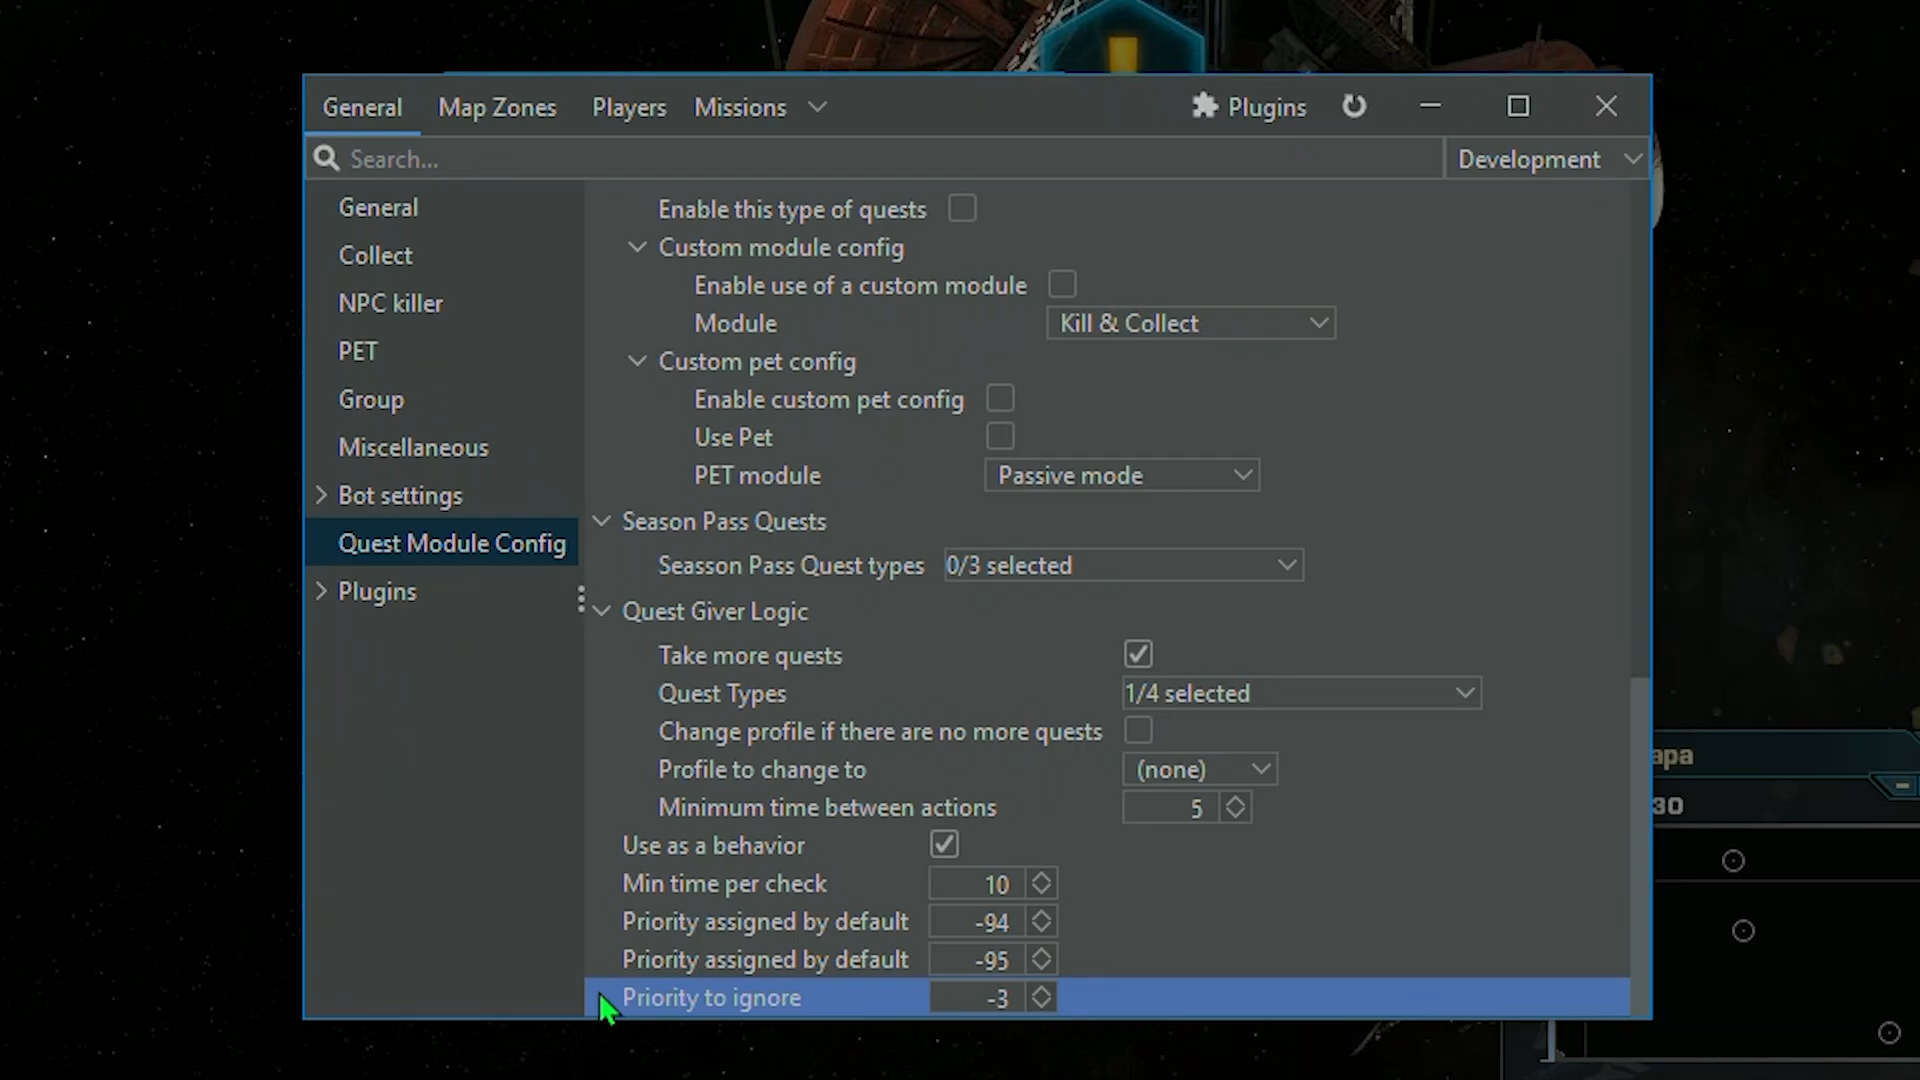 General Map Zones Players Missions Plugins
Search... Development
General
Collect
NPC killer
PET
Group
Miscellaneous
Bot settings
Quest Module Config
Plugins
Enable this type of quests
Custom module config
Enable use of a custom module
Module Kill & Collect
Custom pet config
Enable custom pet config
Use Pet
PET module Passive mode
Season Pass Quests
Seasson Pass Quest types 0/3 selected
Quest Giver Logic
Take more quests
Quest Types 1/4 selected
Change profile if there are no more quests
Profile to change to (none)
Minimum time between actions 5
Use as a behavior
Min time per check 10
Priority assigned by default -94
Priority assigned by default -95
Priority to ignore -3
apa
30